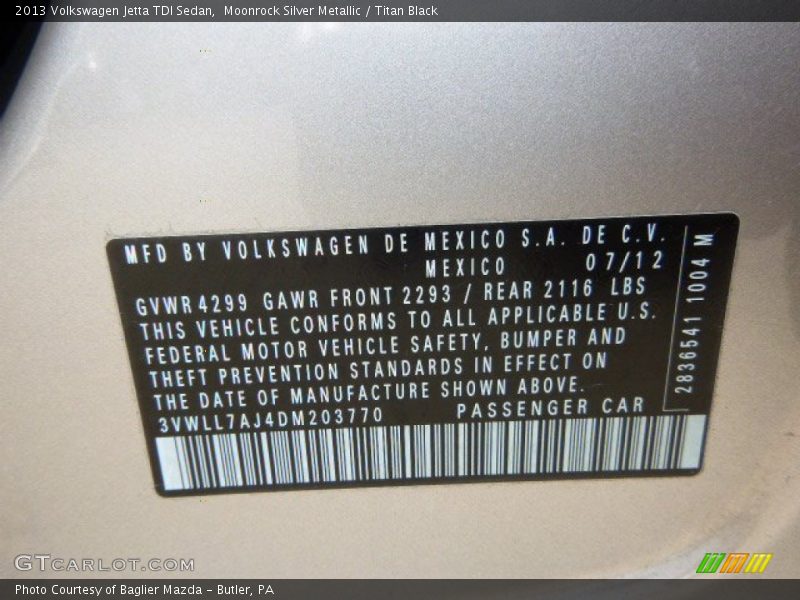 2013 Volkswagen Jetta TDI Sedan,  Moonrock Silver Metallic / Titan Black
MFD BY VOLKSWAGEN DE MEXICO S.A. DE C.V.
MEXICO 07/12
GVWR 4299 GAWR FRONT 2293 / REAR 2116 LBS
THIS VEHICLE CONFORMS TO ALL APPLICABLE U.S.
FEDERAL MOTOR VEHICLE SAFETY, BUMPER AND
THEFT PREVENTION STANDARDS IN EFFECT ON
THE DATE OF MANUFACTURE SHOWN ABOVE.
3VWLL7AJ4DM203770 PASSENGER CAR
2836541 1004 M
GTCARLOT.COM
Photo Courtesy of Baglier Mazda - Butler, PA